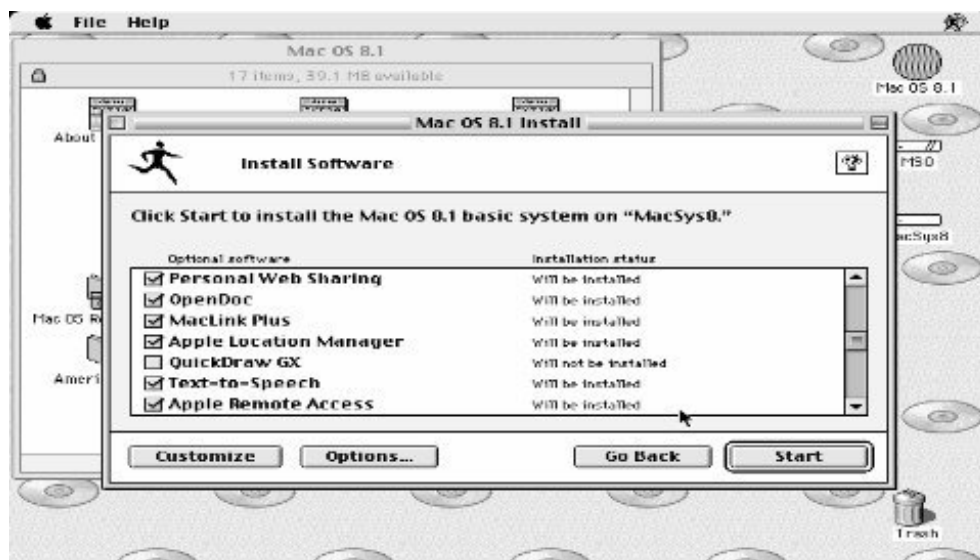 File Help
Mac OS 8.1
17 items, 39.1 MB available
Mac OS 8.1
About
Mac OS 8.1 Install
Install Software
Click Start to install the Mac OS 8.1 basic system on “MacSys8.”
Optional software Installation status
Personal Web Sharing Will be installed
OpenDoc Will be installed
MacLink Plus Will be installed
Apple Location Manager Will be installed
QuickDraw GX Will not be installed
Text-to-Speech Will be installed
Apple Remote Access Will be installed
Mac OS R
Ameri
acSys8
Customize Options... Go Back Start
Trash